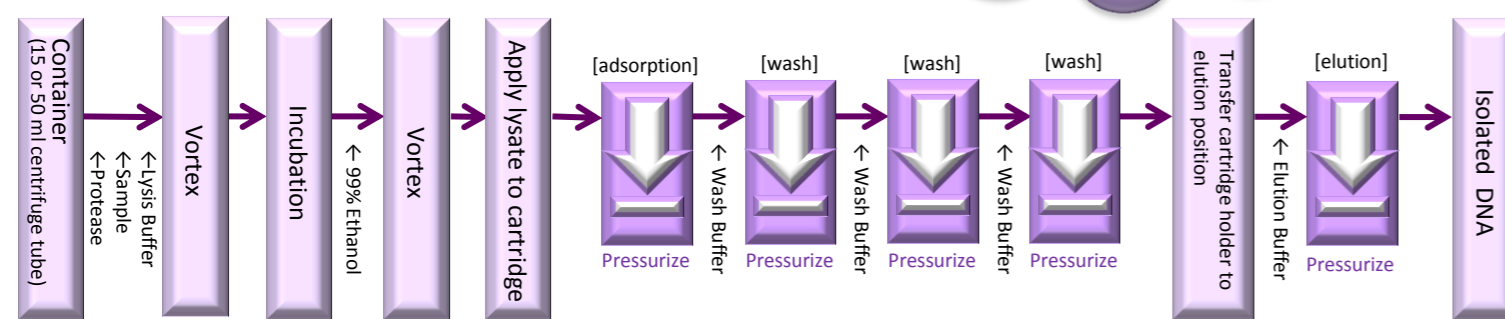 Container
(15 or 50 ml centrifuge tube)
←Protease
←Sample
←Lysis Buffer
Vortex
Incubation
←99% Ethanol
Vortex
Apply lysate to cartridge
[adsorption]
Pressurize
← Wash Buffer
[wash]
Pressurize
← Wash Buffer
[wash]
Pressurize
← Wash Buffer
[wash]
Pressurize
Transfer cartridge holder to
elution position
← Elution Buffer
[elution]
Pressurize
Isolated DNA